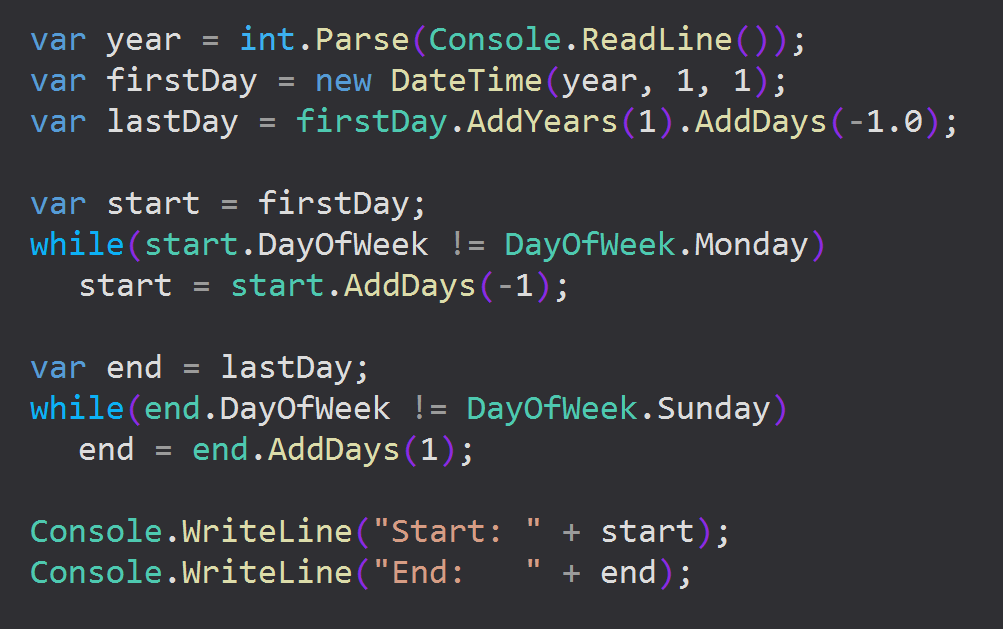 var year = int.Parse(Console.ReadLine());
var firstDay = new DateTime(year, 1, 1);
var lastDay = firstDay.AddYears(1).AddDays(-1.0);

var start = firstDay;
while(start.DayOfWeek != DayOfWeek.Monday)
   start = start.AddDays(-1);

var end = lastDay;
while(end.DayOfWeek != DayOfWeek.Sunday)
   end = end.AddDays(1);

Console.WriteLine("Start: " + start);
Console.WriteLine("End:   " + end);